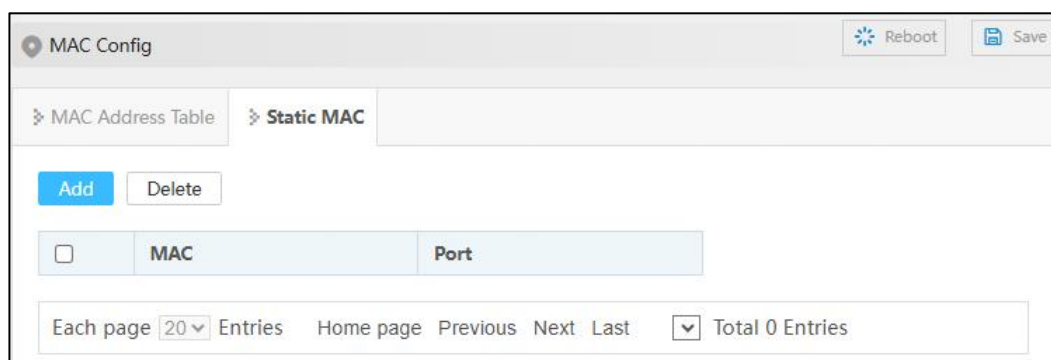 MAC Config Reboot Save
MAC Address Table Static MAC
Add Delete
MAC Port
Each page 20 Entries Home page Previous Next Last Total 0 Entries